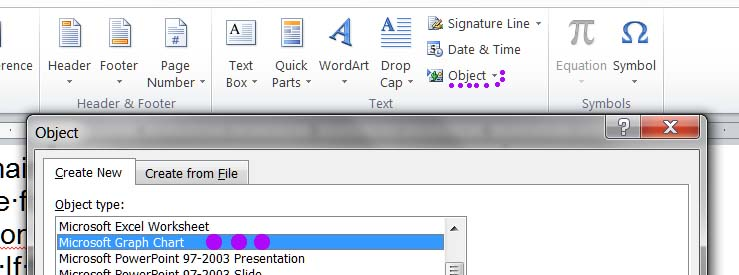 erence
Header
Footer
Page
Number
Header & Footer
Text
Box
Quick
Parts
WordArt
Drop
Cap
Signature Line
Date & Time
Object
Text
Equation
Symbol
Symbols
Object
Create New
Create from File
Object type:
Microsoft Excel Worksheet
Microsoft Graph Chart
Microsoft PowerPoint 97-2003 Presentation
Microsoft PowerPoint 97-2003 Slide
nai
e·f
or
·If·